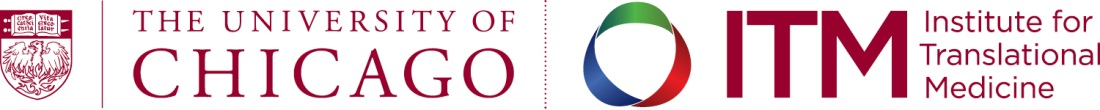 THE UNIVERSITY OF
CHICAGO
ITM
Institute for
Translational
Medicine